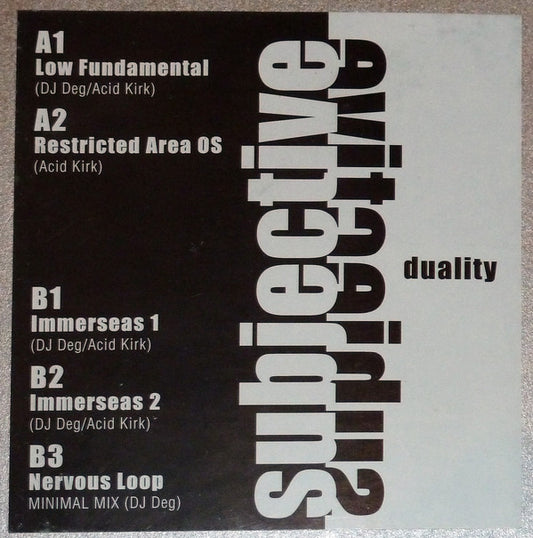 A1
Low Fundamental
(DJ Deg/Acid Kirk)
A2
Restricted Area OS
(Acid Kirk)
B1
Immerseas 1
(DJ Deg/Acid Kirk)
B2
Immerseas 2
(DJ Deg/Acid Kirk)
B3
Nervous Loop
MINIMAL MIX (DJ Deg)
subjective
subjective
duality